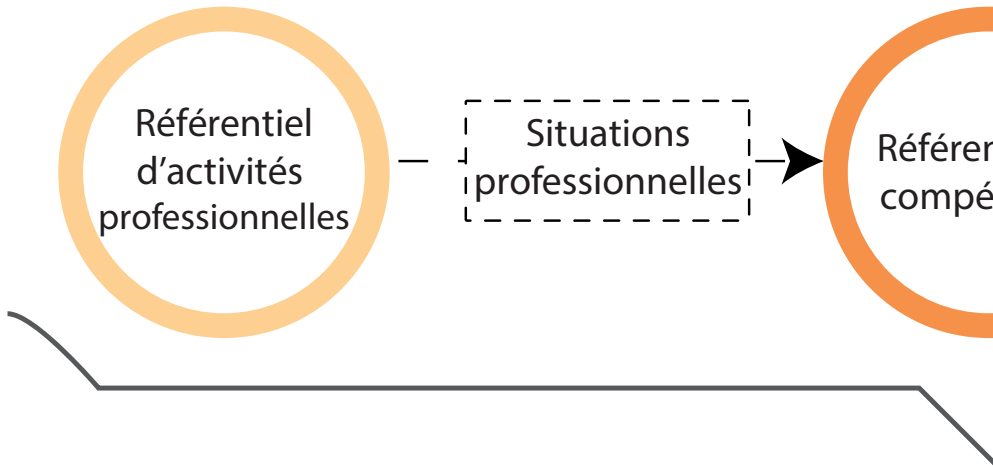 Référentiel
d'activités
professionnelles
Situations
professionnelles